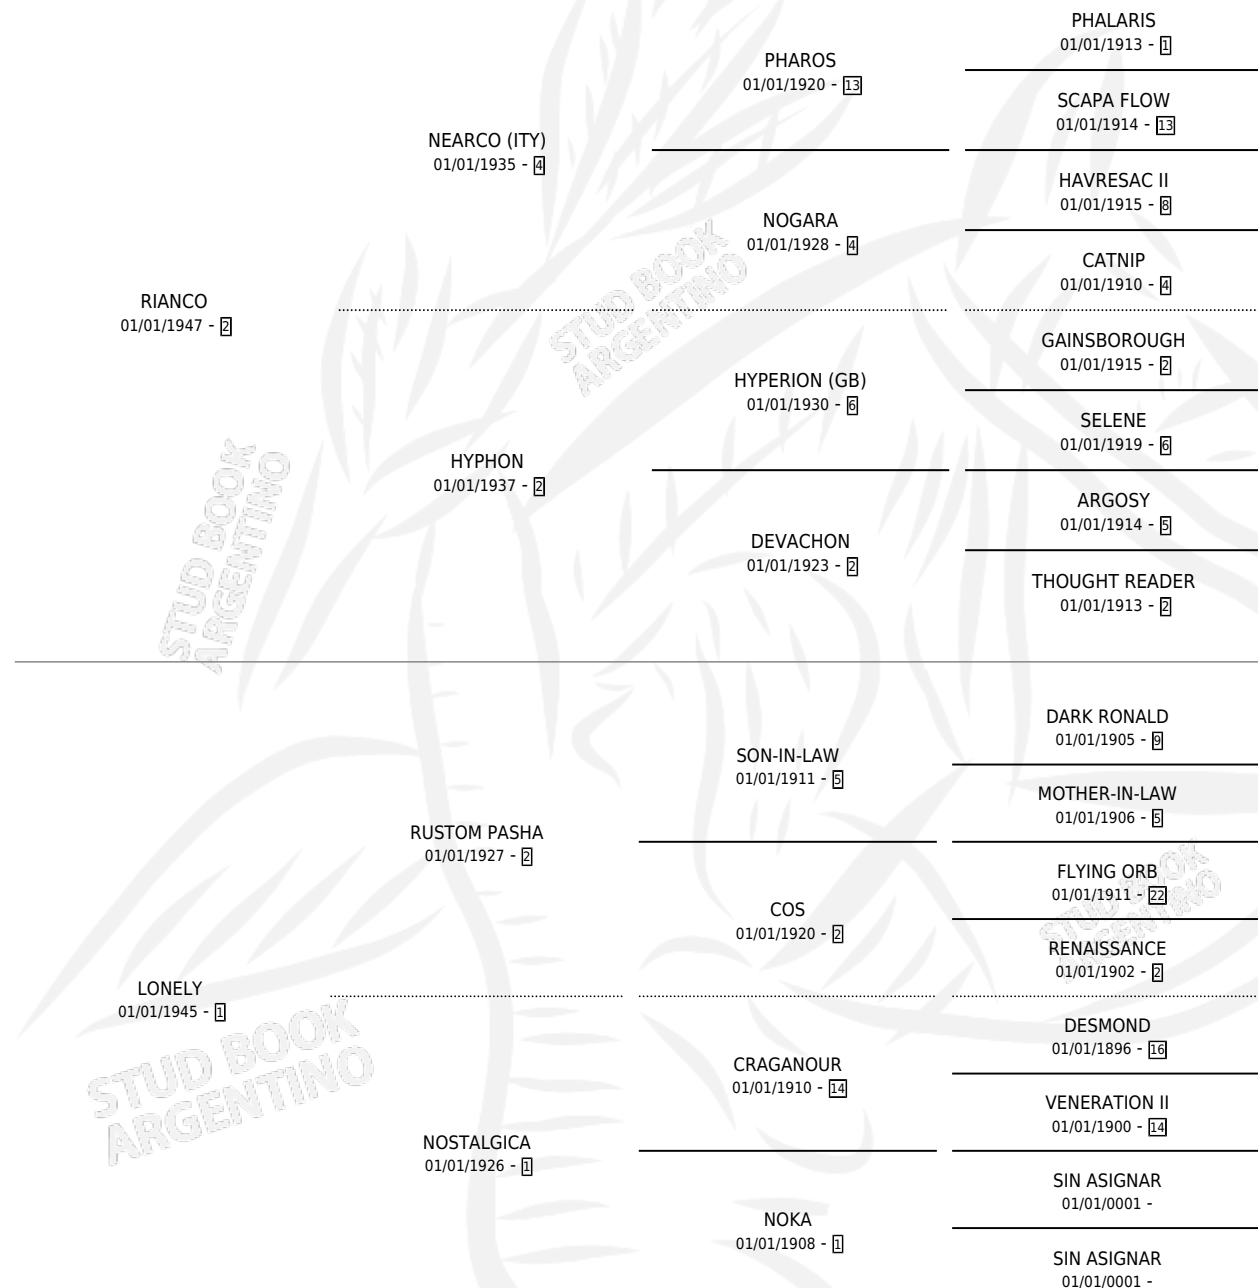 PHALARIS
01/01/1913 - 1
PHAROS
01/01/1920 - 13
SCAPA FLOW
01/01/1914 - 13
NEARCO (ITY)
01/01/1935 - 4
HAVRESAC II
01/01/1915 - 8
NOGARA
01/01/1928 - 4
CATNIP
01/01/1910 - 4
RIANCO
01/01/1947 - 2
STUD BOOK
ARGENTINO
GAINSBOROUGH
01/01/1915 - 2
HYPERION (GB)
01/01/1930 - 6
SELENE
01/01/1919 - 6
HYPHON
01/01/1937 - 2
ARGOSY
01/01/1914 - 5
DEVACHON
01/01/1923 - 2
THOUGHT READER
01/01/1913 - 2
STUD BOOK
ARGENTINO
DARK RONALD
01/01/1905 - 9
SON-IN-LAW
01/01/1911 - 5
MOTHER-IN-LAW
01/01/1906 - 5
RUSTOM PASHA
01/01/1927 - 2
FLYING ORB
01/01/1911 - 22
COS
01/01/1920 - 2
STUD BOOK
ARGENTINO
RENAISSANCE
01/01/1902 - 2
LONELY
01/01/1945 - 1
DESMOND
01/01/1896 - 16
STUD BOOK
ARGENTINO
CRAGANOUR
01/01/1910 - 14
VENERATION II
01/01/1900 - 14
NOSTALGICA
01/01/1926 - 1
SIN ASIGNAR
01/01/0001 -
NOKA
01/01/1908 - 1
SIN ASIGNAR
01/01/0001 -